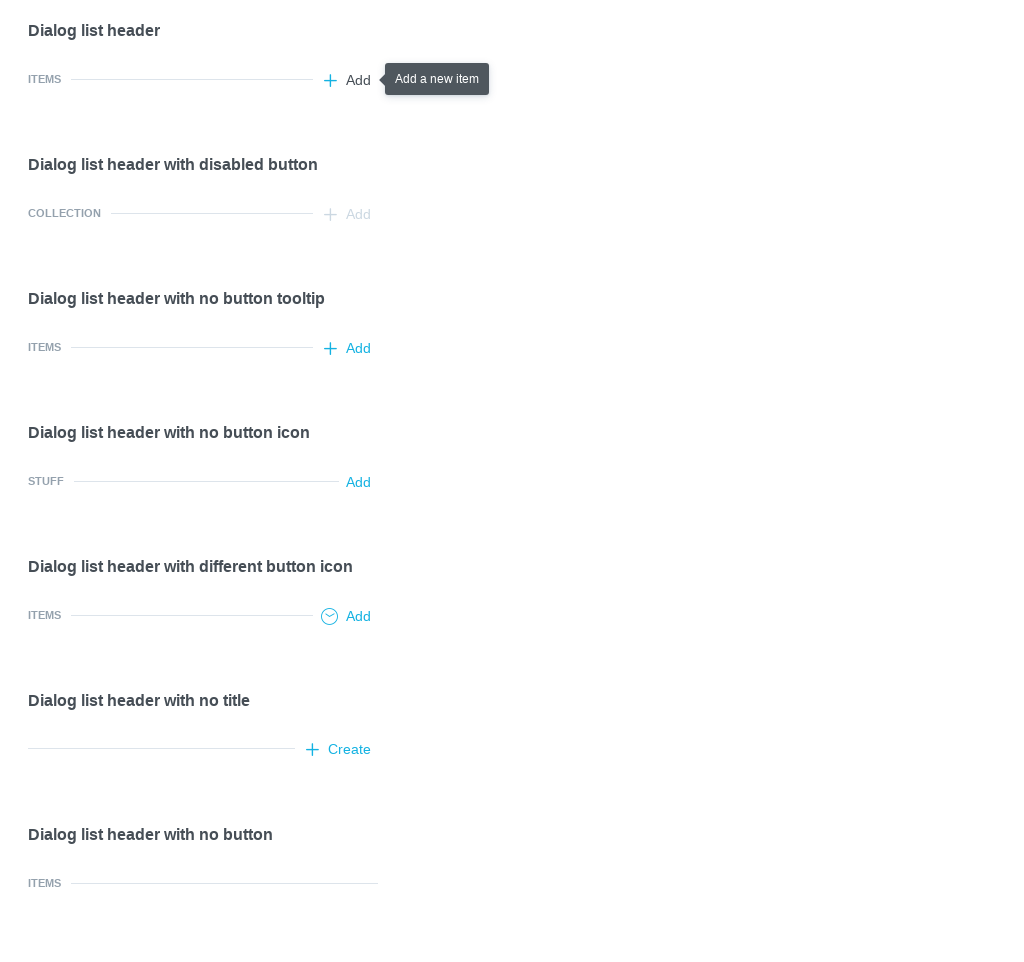 Dialog list header
ITEMS
Add
Add a new item
Dialog list header with disabled button
COLLECTION
Add
Dialog list header with no button tooltip
ITEMS
Add
Dialog list header with no button icon
STUFF
Add
Dialog list header with different button icon
ITEMS
Add
Dialog list header with no title
Create
Dialog list header with no button
ITEMS